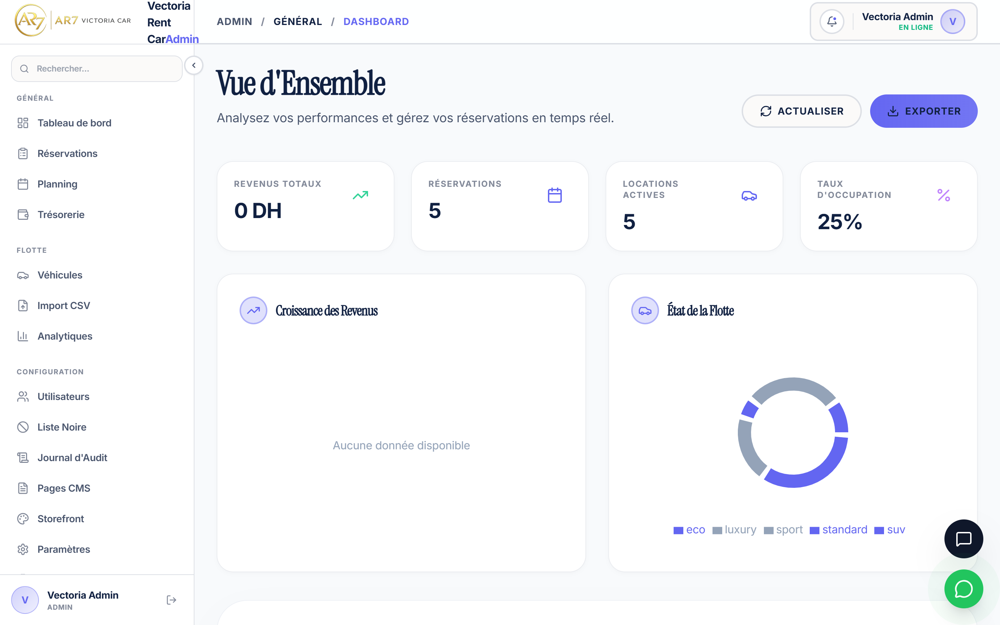 AR7 AR7 VICTORIA CAR
Vectoria
Rent
CarAdmin
ADMIN / GÉNÉRAL / DASHBOARD
Vectoria Admin
EN LIGNE
V
Rechercher...
GÉNÉRAL
Tableau de bord
Réservations
Planning
Trésorerie
FLOTTE
Véhicules
Import CSV
Analytiques
CONFIGURATION
Utilisateurs
Liste Noire
Journal d'Audit
Pages CMS
Storefront
Paramètres
V
Vectoria Admin
ADMIN
Vue d'Ensemble
Analysez vos performances et gérez vos réservations en temps réel.
ACTUALISER
EXPORTER
REVENUS TOTAUX
0 DH
RÉSERVATIONS
5
LOCATIONS
ACTIVES
5
TAUX
D'OCCUPATION
25%
Croissance des Revenus
Aucune donnée disponible
État de la Flotte
eco luxury sport standard suv